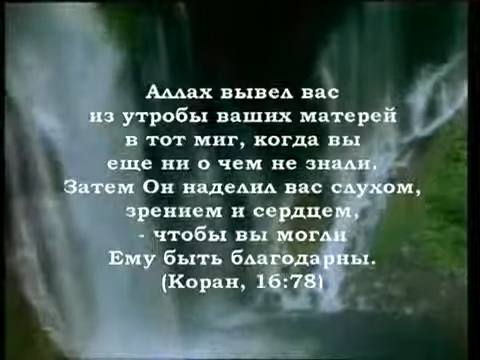 Аллах вывел вас
из утробы ваших матерей
в тот миг, когда вы
еще ни о чем не знали.
Затем Он наделил вас слухом,
зрением и сердцем,
- чтобы вы могли
Ему быть благодарны.
(Коран, 16:78)